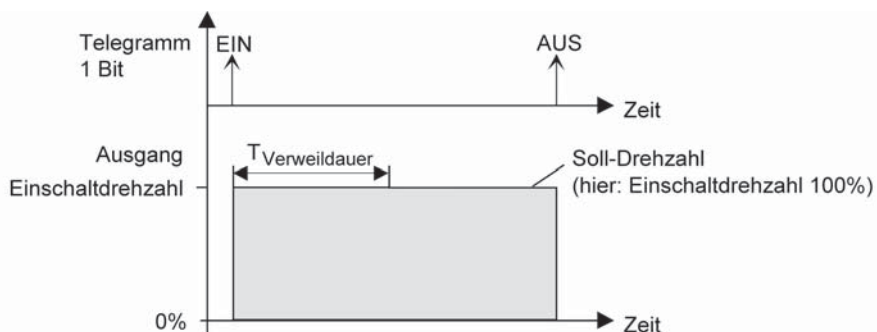 Telegramm
1 Bit
EIN
AUS
Zeit
Ausgang
Einschaltdrehzahl
TVerweildauer
Soll-Drehzahl
(hier: Einschaltdrehzahl 100%)
0%
Zeit